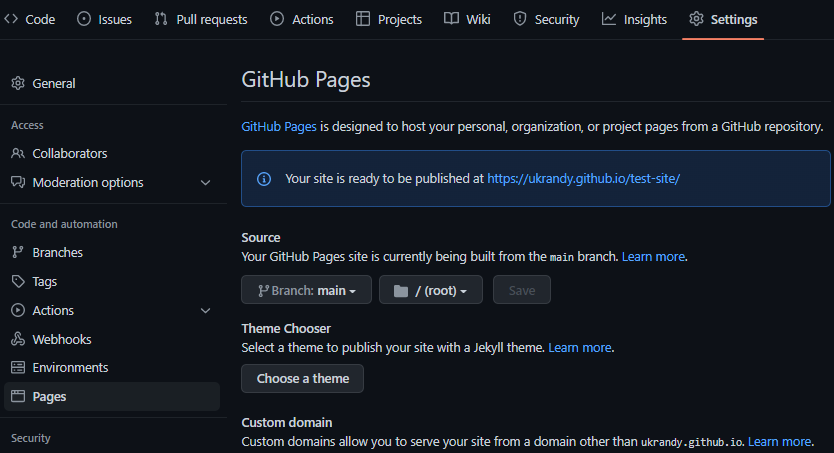 Code Issues Pull requests Actions Projects Wiki Security Insights Settings
General
Access
Collaborators
Moderation options
Code and automation
Branches
Tags
Actions
Webhooks
Environments
Pages
Security
GitHub Pages
GitHub Pages is designed to host your personal, organization, or project pages from a GitHub repository.
Your site is ready to be published at https://ukrandy.github.io/test-site/
Source
Your GitHub Pages site is currently being built from the main branch. Learn more.
Branch: main / (root) Save
Theme Chooser
Select a theme to publish your site with a Jekyll theme. Learn more.
Choose a theme
Custom domain
Custom domains allow you to serve your site from a domain other than ukrandy.github.io. Learn more.